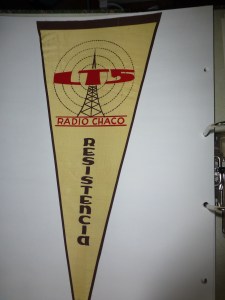 LT5
RADIO CHACO
RESISTENCIA